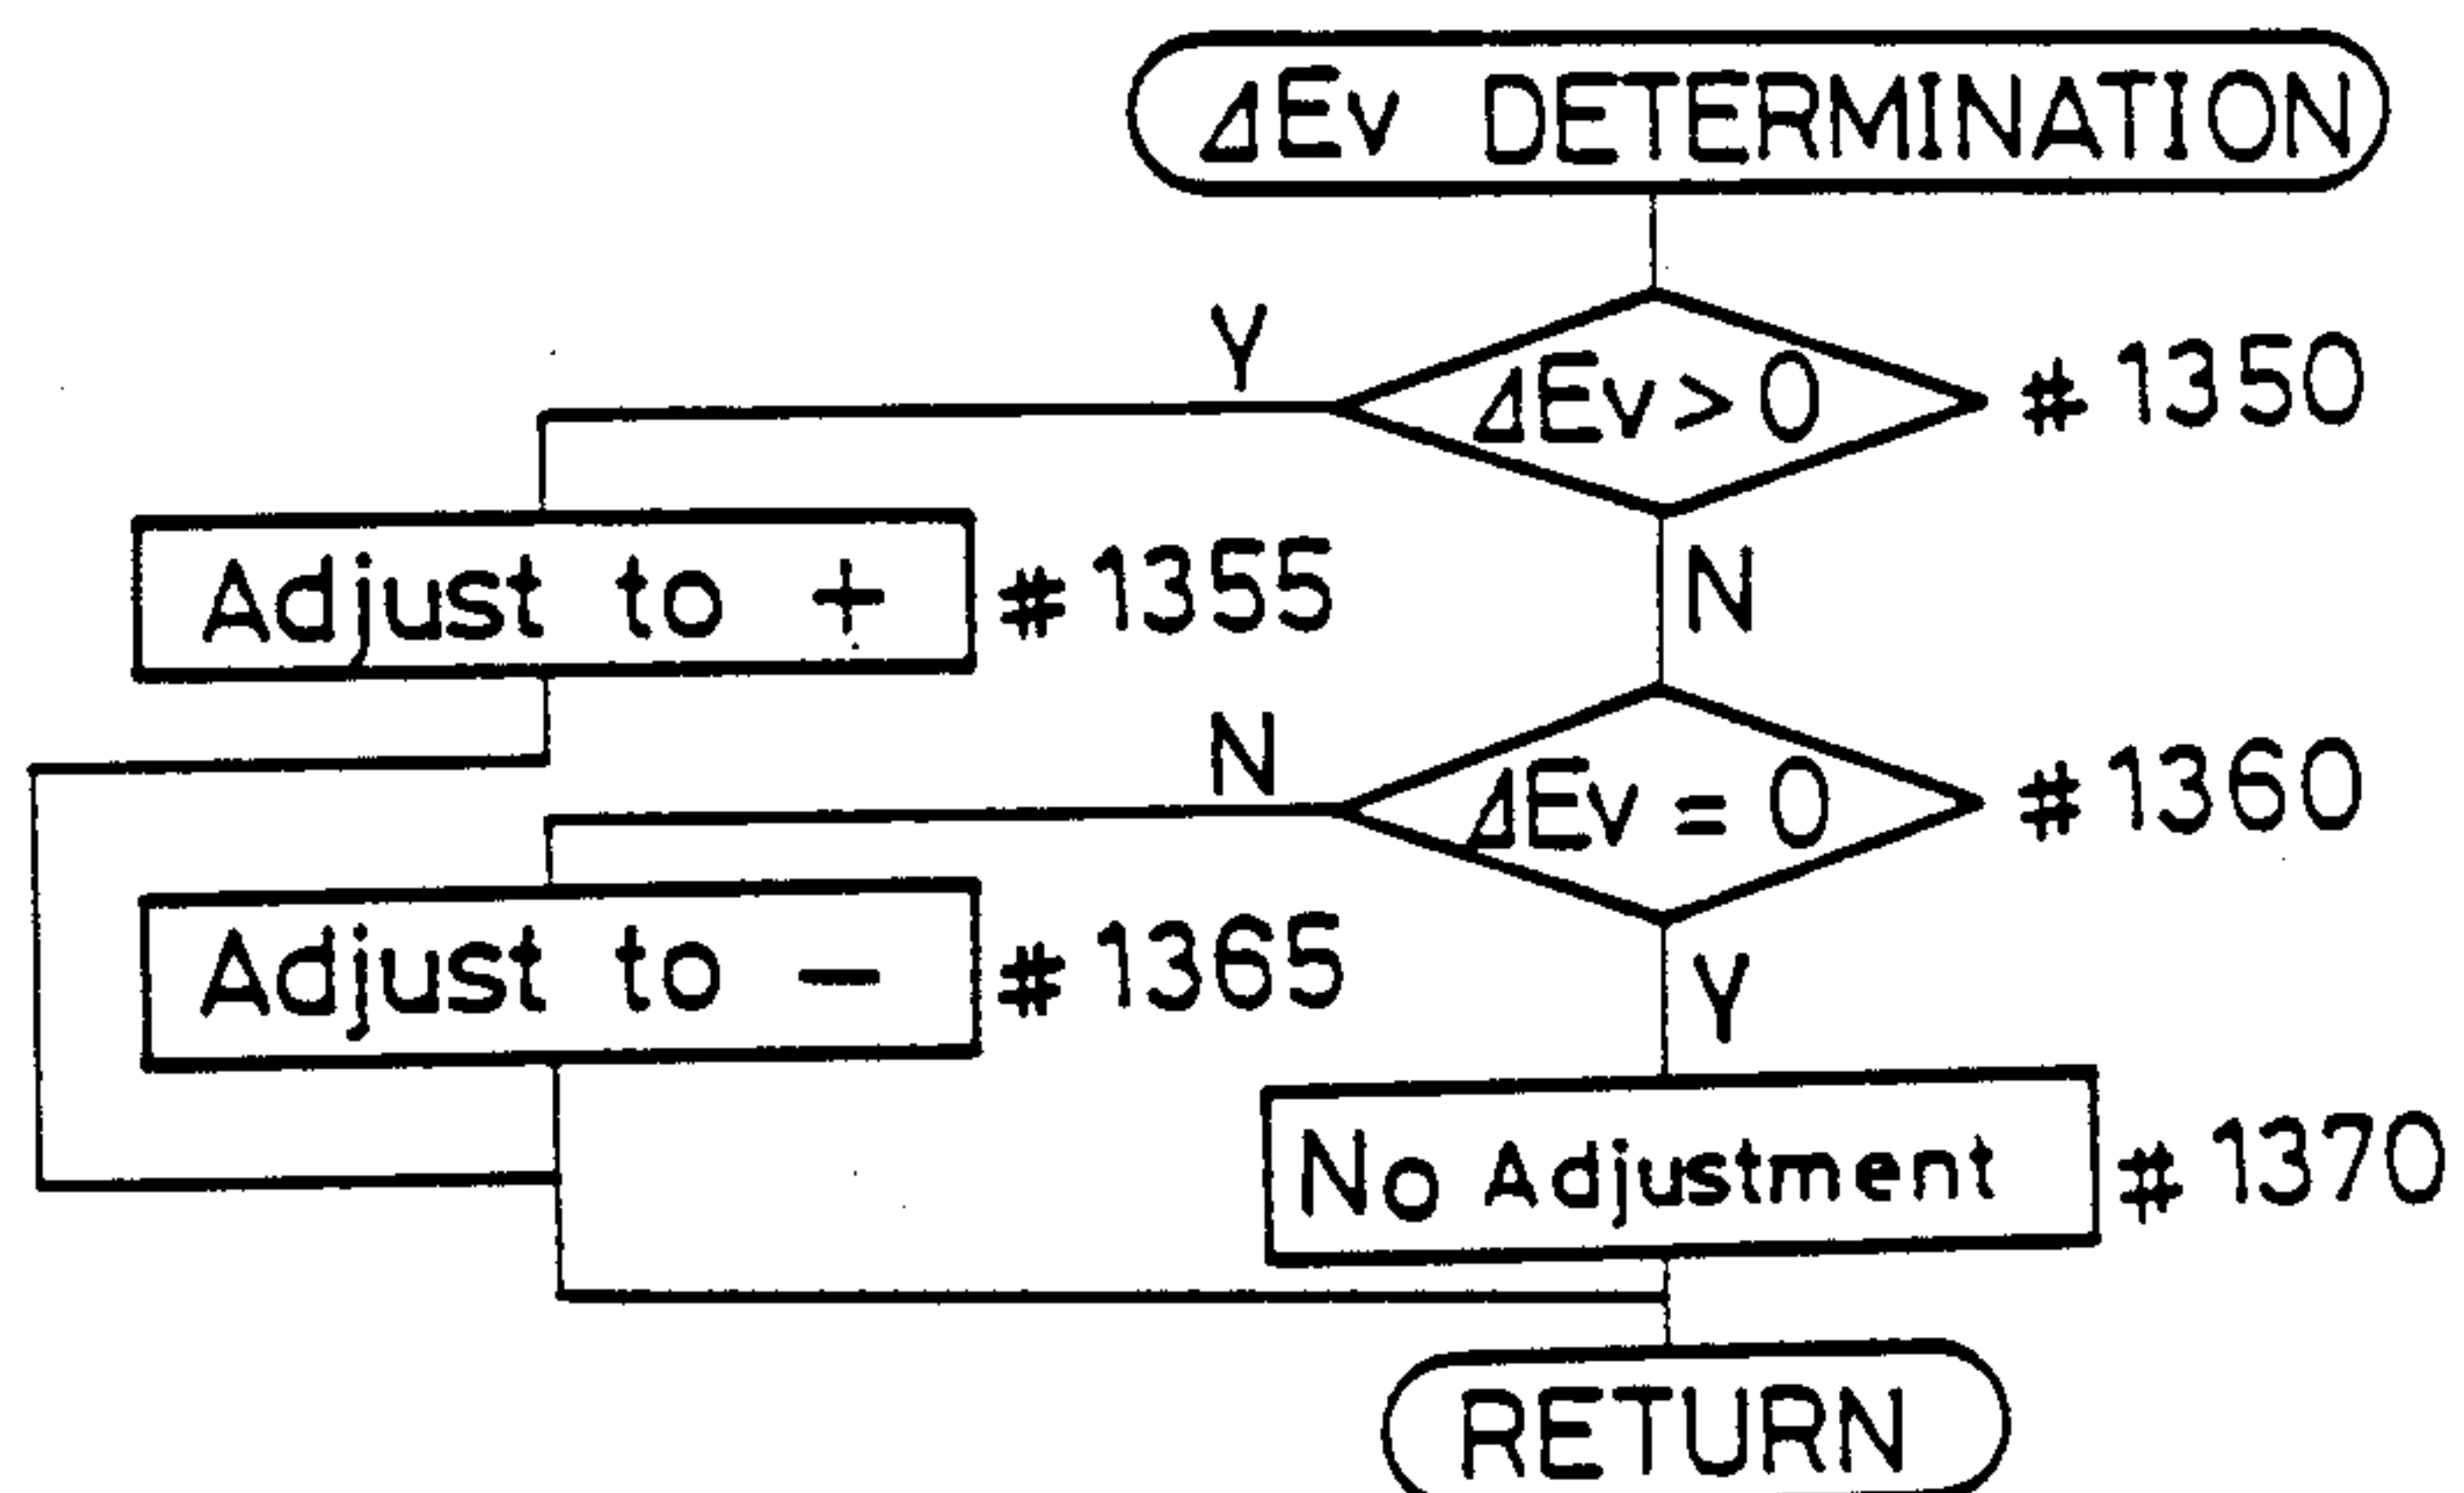 ΔEv DETERMINATION
Y
ΔEv>0 #1350
Adjust to + #1355
N
N
ΔEv=0 #1360
Adjust to - #1365
Y
No Adjustment #1370
RETURN